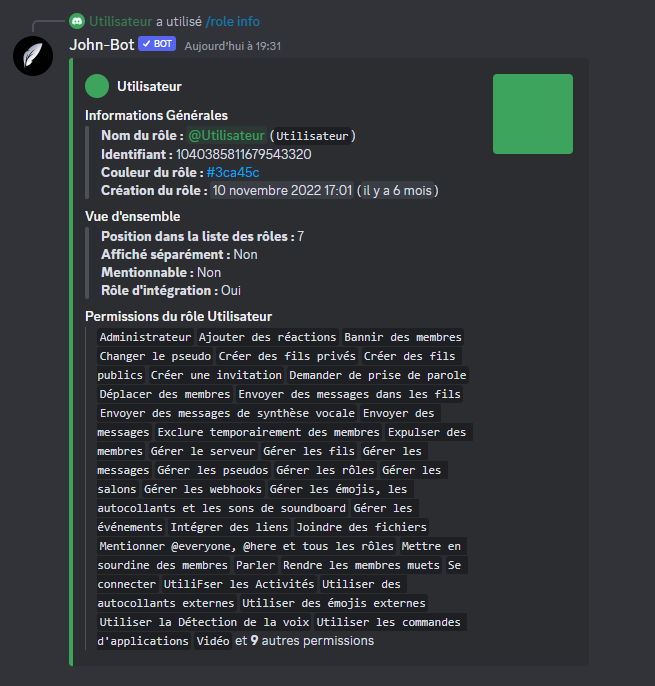 Utilisateur a utilisé /role info
John-Bot ✓ BOT Aujourd'hui à 19:31
Utilisateur
Informations Générales
Nom du rôle : @Utilisateur (Utilisateur)
Identifiant : 1040385811679543320
Couleur du rôle : #3ca45c
Création du rôle : 10 novembre 2022 17:01 (il y a 6 mois)
Vue d'ensemble
Position dans la liste des rôles : 7
Affiché séparément : Non
Mentionnable : Non
Rôle d'intégration : Oui
Permissions du rôle Utilisateur
Administrateur Ajouter des réactions Bannir des membres
Changer le pseudo Créer des fils privés Créer des fils
publics Créer une invitation Demander de prise de parole
Déplacer des membres Envoyer des messages dans les fils
Envoyer des messages de synthèse vocale Envoyer des
messages Exclure temporairement des membres Expulser des
membres Gérer le serveur Gérer les fils Gérer les
messages Gérer les pseudos Gérer les rôles Gérer les
salons Gérer les webhooks Gérer les émojis, les
autocollants et les sons de soundboard Gérer les
événements Intégrer des liens Joindre des fichiers
Mentionner @everyone, @here et tous les rôles Mettre en
sourdine des membres Parler Rendre les membres muets Se
connecter UtiliFser les Activités Utiliser des
autocollants externes Utiliser des émojis externes
Utiliser la Détection de la voix Utiliser les commandes
d'applications Vidéo et 9 autres permissions